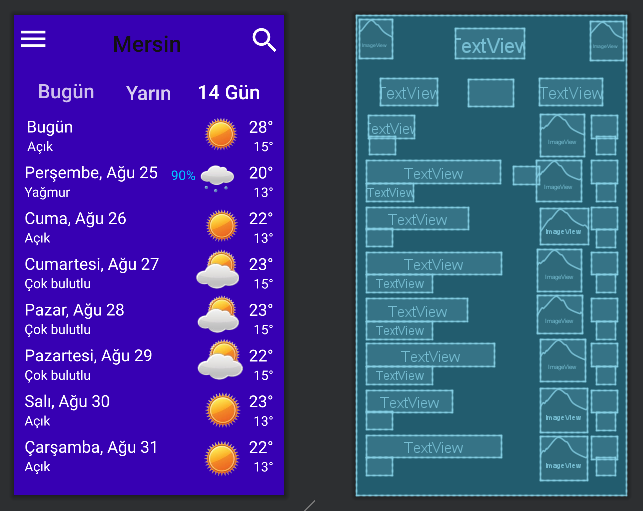 Mersin
Bugün Yarın 14 Gün
Bugün 28°
Açık 15°
Perşembe, Ağu 25 90% 20°
Yağmur 13°
Cuma, Ağu 26 22°
Açık 13°
Cumartesi, Ağu 27 23°
Çok bulutlu 15°
Pazar, Ağu 28 23°
Çok bulutlu 15°
Pazartesi, Ağu 29 22°
Çok bulutlu 15°
Salı, Ağu 30 23°
Açık 13°
Çarşamba, Ağu 31 22°
Açık 13°
ImageView TextView ImageView
TextView TextView
TextView ImageView
TextView ImageView
TextView
TextView ImageView
TextView ImageView
TextView
TextView ImageView
TextView
TextView ImageView
TextView
TextView ImageView
TextView ImageView